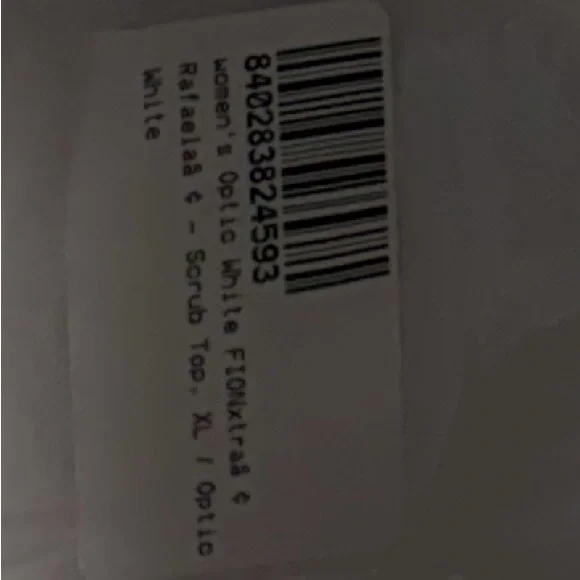 840283824593
women's Optic White FIONxtraâ ¢
Rafaelaâ ¢ - Scrub Top, XL / Optic
White